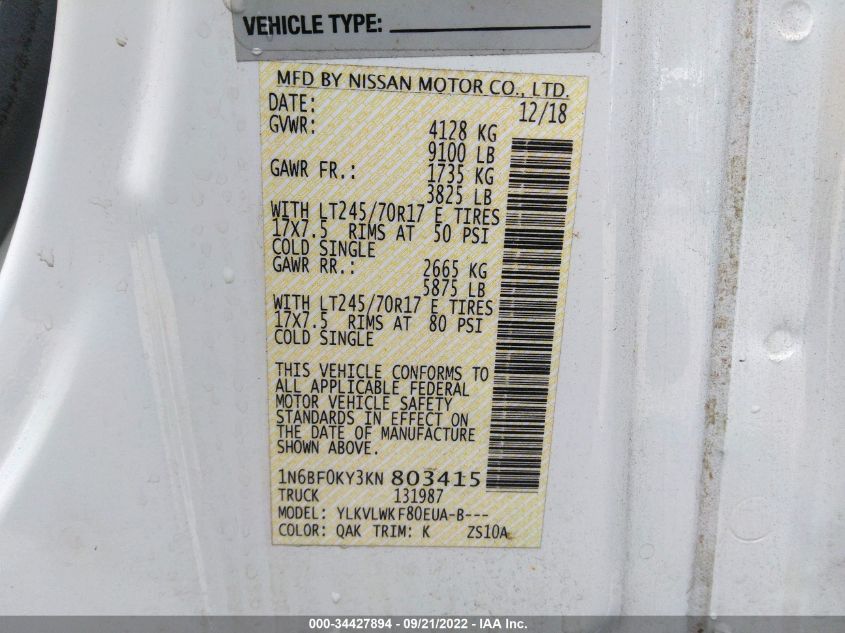 VEHICLE TYPE:
MFD BY NISSAN MOTOR CO., LTD.
DATE: 12/18
GVWR: 4128 KG
9100 LB
GAWR FR.: 1735 KG
3825 LB
WITH LT245/70R17 E TIRES
17X7.5 RIMS AT 50 PSI
COLD SINGLE
GAWR RR.: 2665 KG
5875 LB
WITH LT245/70R17 E TIRES
17X7.5 RIMS AT 80 PSI
COLD SINGLE
THIS VEHICLE CONFORMS TO
ALL APPLICABLE FEDERAL
MOTOR VEHICLE SAFETY
STANDARDS IN EFFECT ON
THE DATE OF MANUFACTURE
SHOWN ABOVE.
1N6BF0KY3KN 803415
TRUCK 131987
MODEL: YLKVLWKF80EUA-B---
COLOR: QAK TRIM: K ZS10A
000-34427894 - 09/21/2022 - IAA Inc.